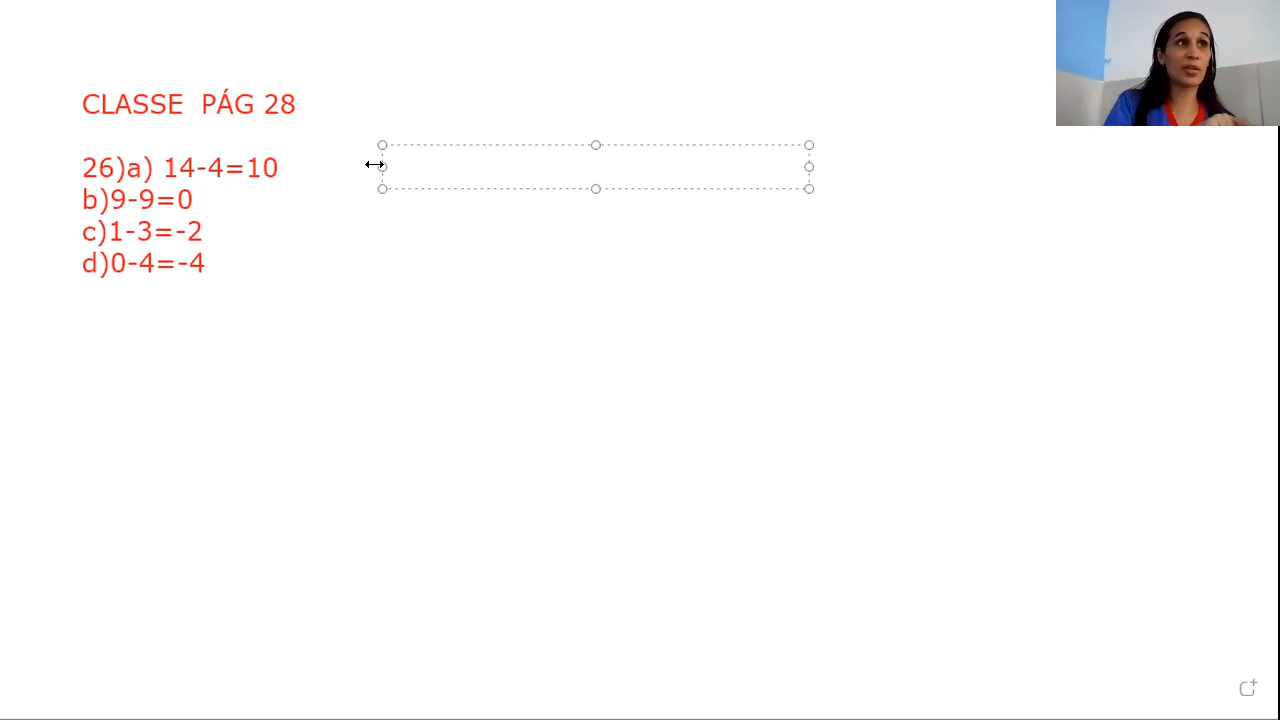 CLASSE PÁG 28
26)a) 14-4=10
b)9-9=0
c)1-3=-2
d)0-4=-4